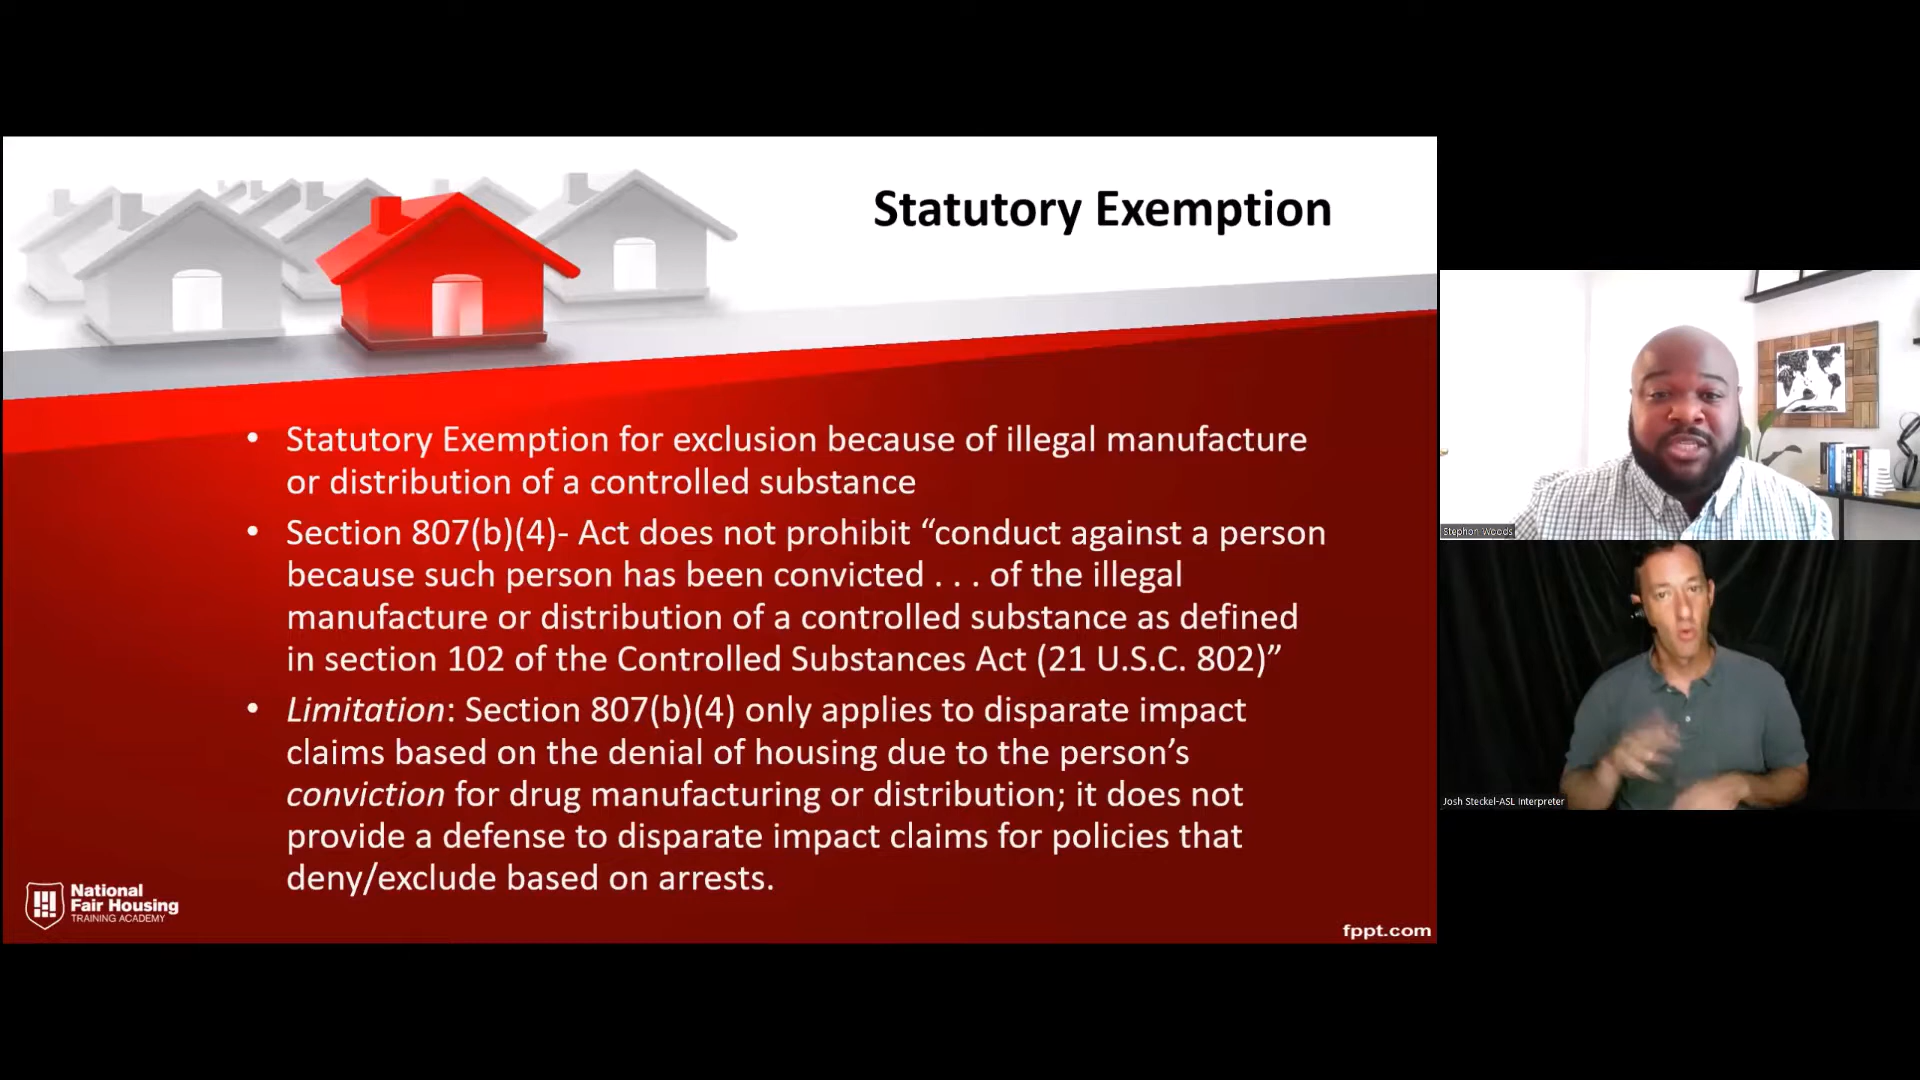 Statutory Exemption
• Statutory Exemption for exclusion because of illegal manufacture
or distribution of a controlled substance
• Section 807(b)(4)- Act does not prohibit “conduct against a person
because such person has been convicted . . . of the illegal
manufacture or distribution of a controlled substance as defined
in section 102 of the Controlled Substances Act (21 U.S.C. 802)”
• Limitation: Section 807(b)(4) only applies to disparate impact
claims based on the denial of housing due to the person’s
conviction for drug manufacturing or distribution; it does not
provide a defense to disparate impact claims for policies that
deny/exclude based on arrests.
National
Fair Housing
TRAINING ACADEMY
fppt.com
Stephon Woods
Josh Steckel-ASL Interpreter